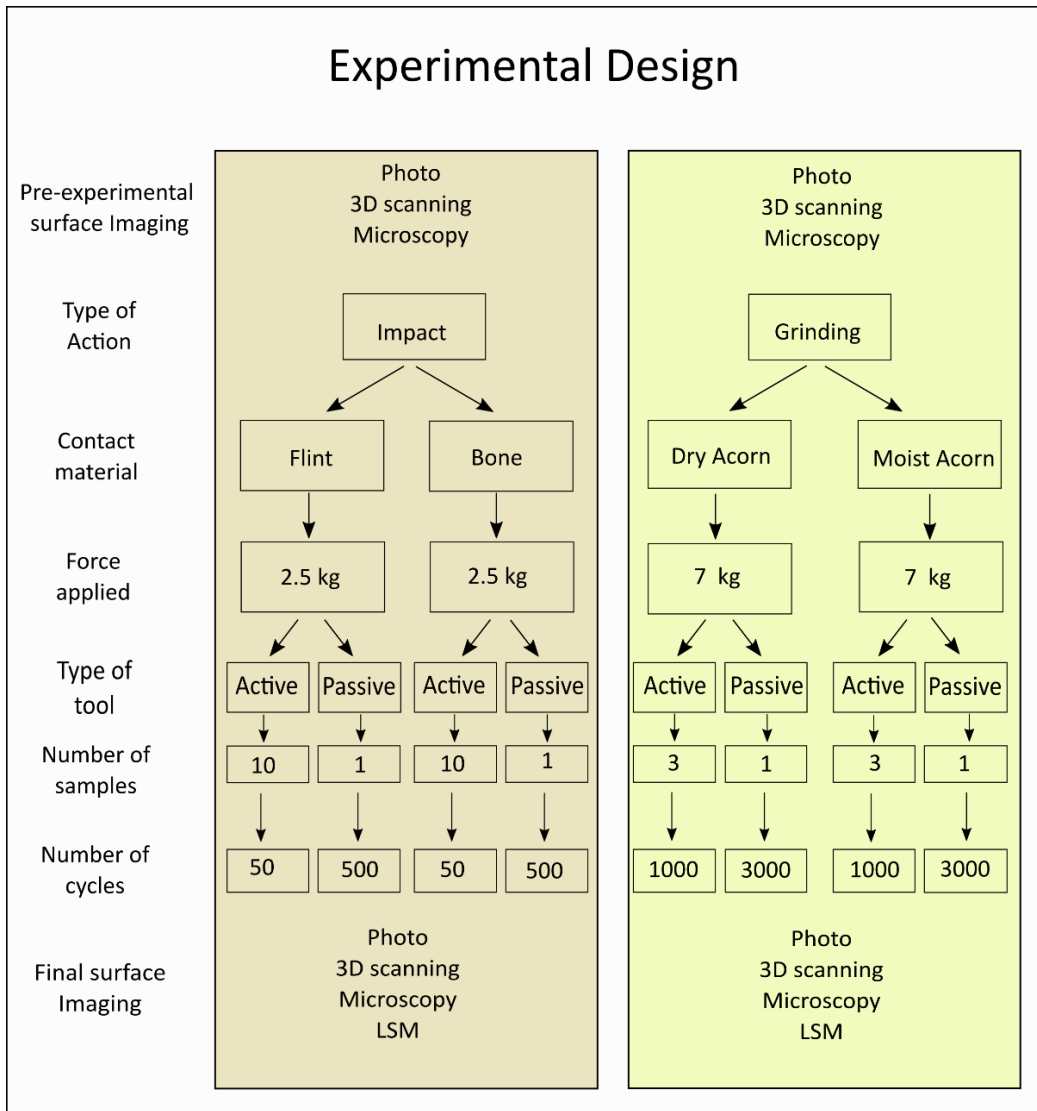 Experimental Design
Pre-experimental
surface Imaging
Photo
3D scanning
Microscopy
Photo
3D scanning
Microscopy
Type of
Action
Impact
Grinding
Contact
material
Flint
Bone
Dry Acorn
Moist Acorn
Force
applied
2.5 kg
2.5 kg
7 kg
7 kg
Type of
tool
Active
Passive
Active
Passive
Active
Passive
Active
Passive
Number of
samples
10
1
10
1
3
1
3
1
Number of
cycles
50
500
50
500
1000
3000
1000
3000
Final surface
Imaging
Photo
3D scanning
Microscopy
LSM
Photo
3D scanning
Microscopy
LSM